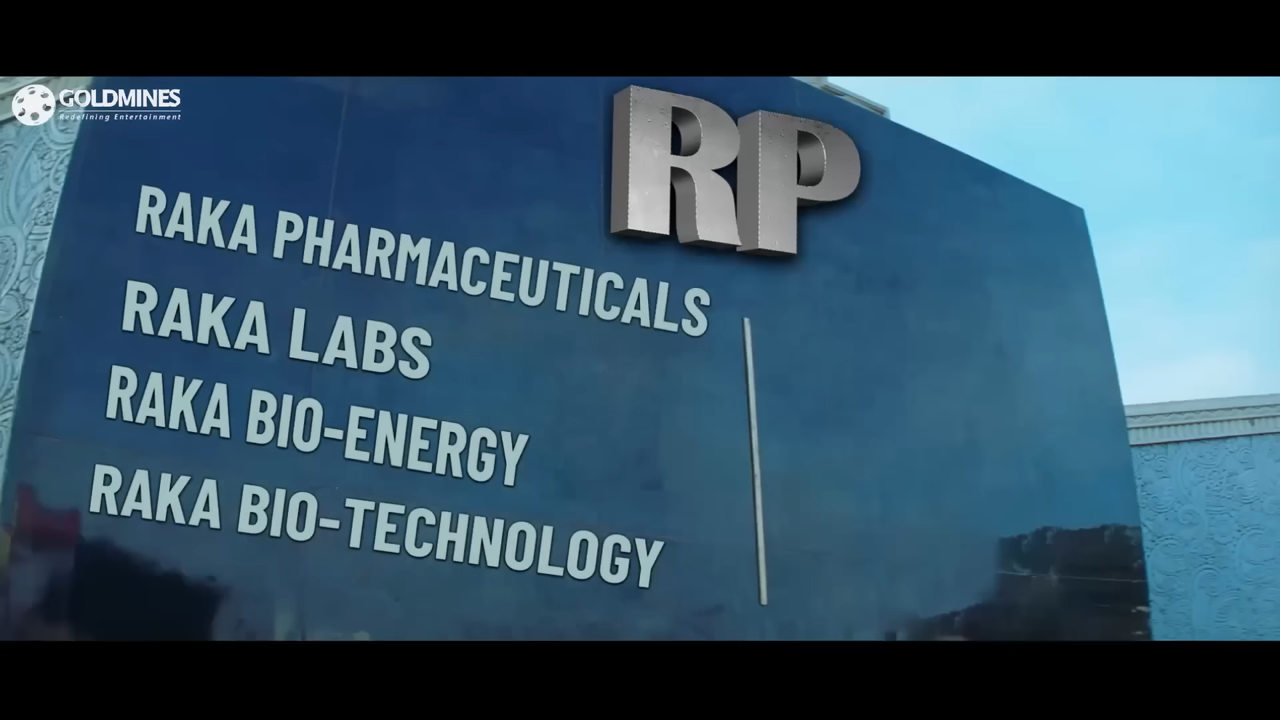 GOLDMINES
Redefining Entertainment
RP
RAKA PHARMACEUTICALS
RAKA LABS
RAKA BIO-ENERGY
RAKA BIO-TECHNOLOGY